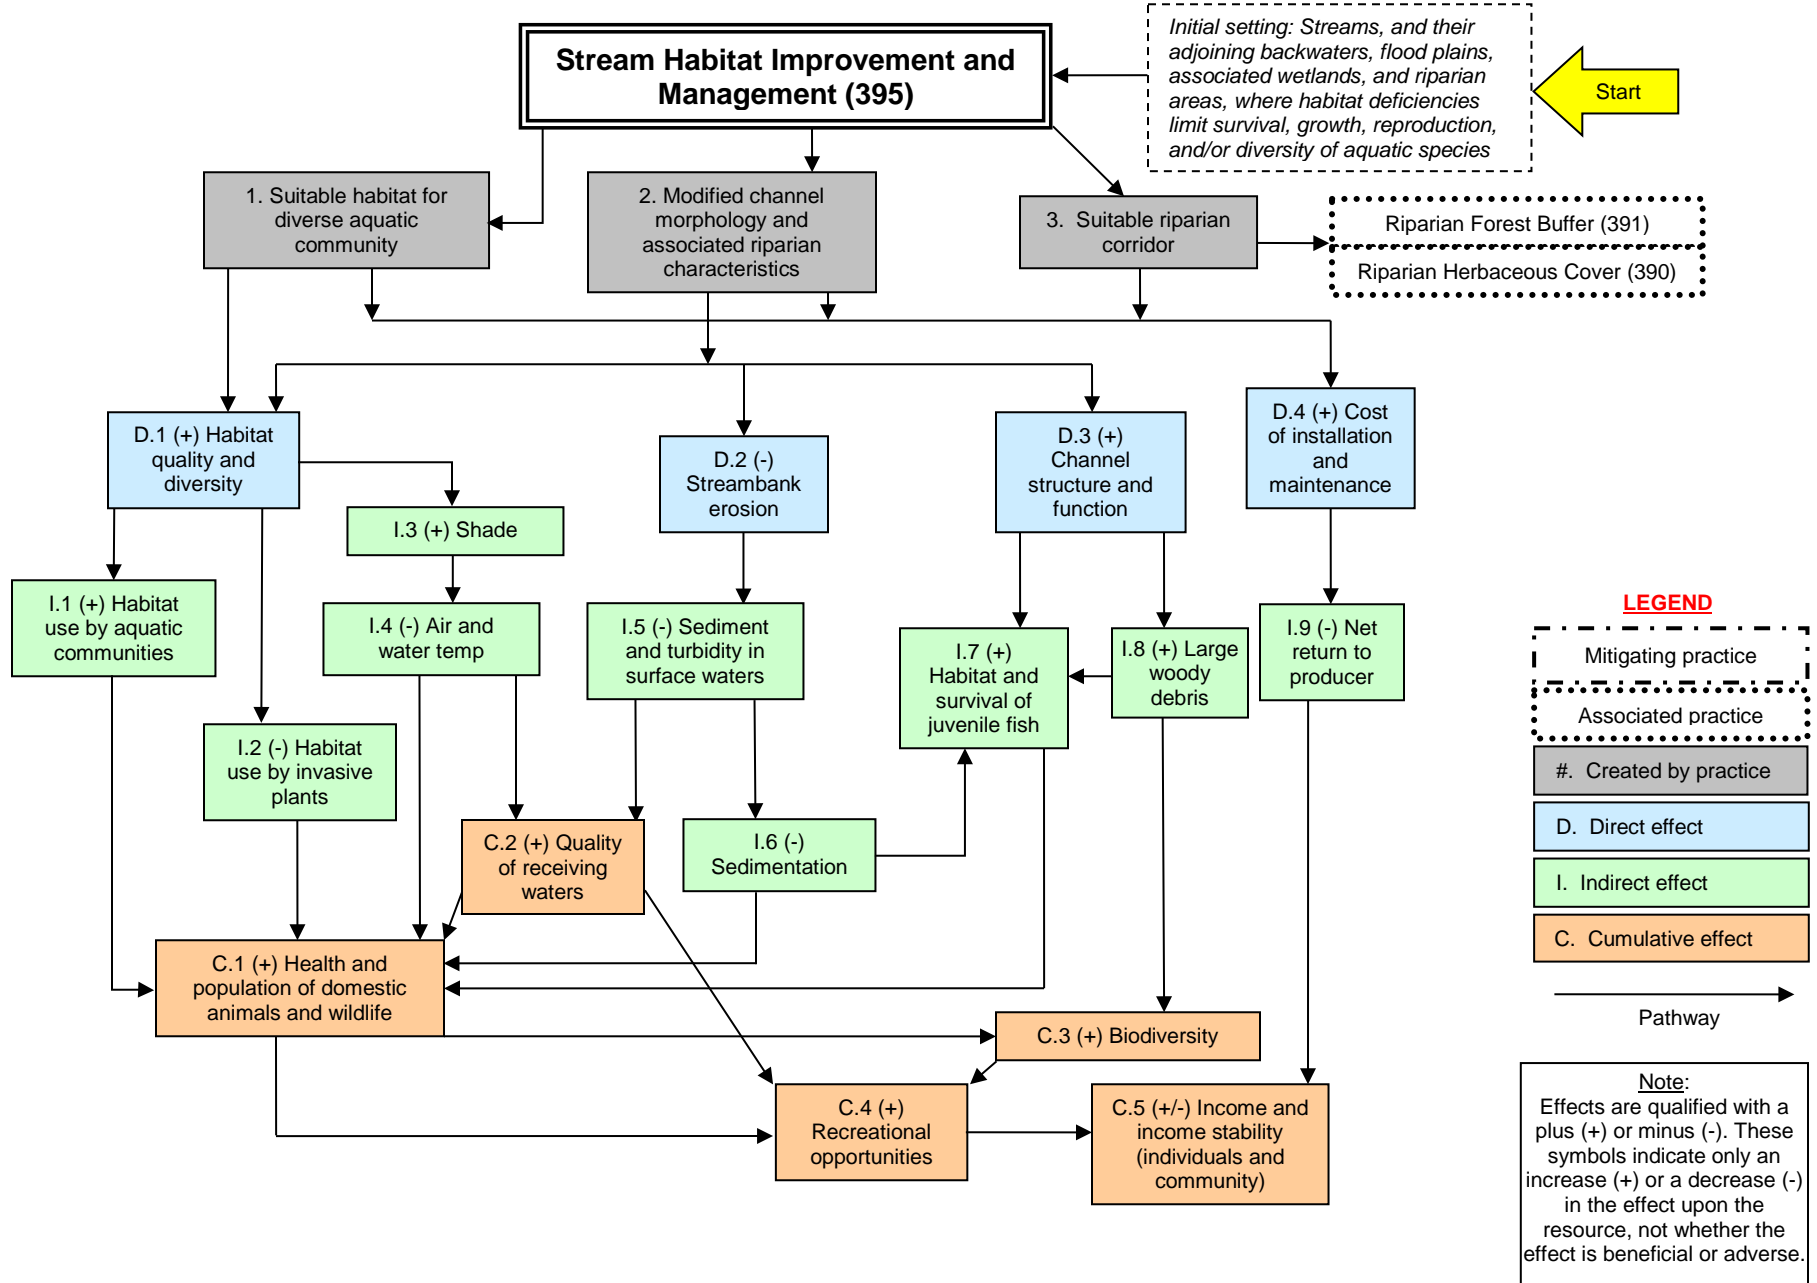 Stream Habitat Improvement and
Management (395)
Initial setting: Streams, and their
adjoining backwaters, flood plains,
associated wetlands, and riparian
areas, where habitat deficiencies
limit survival, growth, reproduction,
and/or diversity of aquatic species
Start
1. Suitable habitat for
diverse aquatic
community
2. Modified channel
morphology and
associated riparian
characteristics
3. Suitable riparian
corridor
Riparian Forest Buffer (391)
Riparian Herbaceous Cover (390)
D.1 (+) Habitat
quality and
diversity
D.2 (-)
Streambank
erosion
D.3 (+)
Channel
structure and
function
D.4 (+) Cost
of installation
and
maintenance
I.3 (+) Shade
I.1 (+) Habitat
use by aquatic
communities
I.4 (-) Air and
water temp
I.5 (-) Sediment
and turbidity in
surface waters
I.7 (+)
Habitat and
survival of
juvenile fish
I.8 (+) Large
woody
debris
I.9 (-) Net
return to
producer
I.2 (-) Habitat
use by invasive
plants
C.2 (+) Quality
of receiving
waters
I.6 (-)
Sedimentation
C.1 (+) Health and
population of domestic
animals and wildlife
C.3 (+) Biodiversity
C.4 (+)
Recreational
opportunities
C.5 (+/-) Income and
income stability
(individuals and
community)
LEGEND
Mitigating practice
Associated practice
#. Created by practice
D. Direct effect
I. Indirect effect
C. Cumulative effect
Pathway
Note:
Effects are qualified with a
plus (+) or minus (-). These
symbols indicate only an
increase (+) or a decrease (-)
in the effect upon the
resource, not whether the
effect is beneficial or adverse.